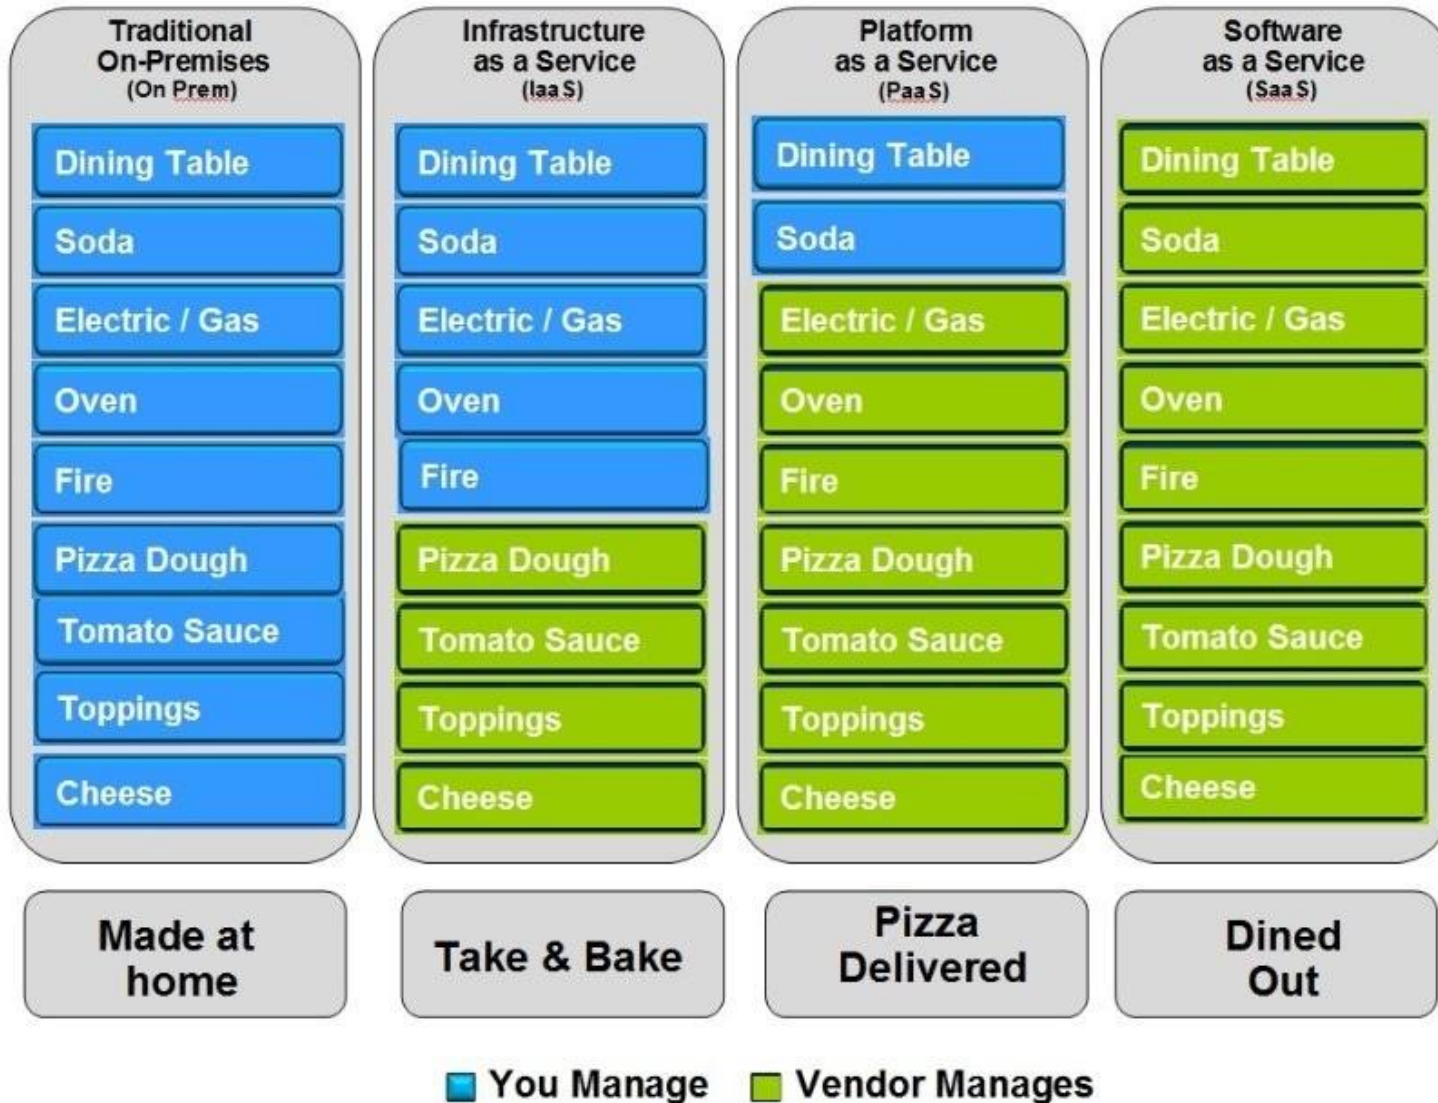 Traditional
On-Premises
(On Prem)
Dining Table
Soda
Electric / Gas
Oven
Fire
Pizza Dough
Tomato Sauce
Toppings
Cheese
Made at
home
Infrastructure
as a Service
(IaaS)
Dining Table
Soda
Electric / Gas
Oven
Fire
Pizza Dough
Tomato Sauce
Toppings
Cheese
Take & Bake
Platform
as a Service
(PaaS)
Dining Table
Soda
Electric / Gas
Oven
Fire
Pizza Dough
Tomato Sauce
Toppings
Cheese
Pizza
Delivered
Software
as a Service
(SaaS)
Dining Table
Soda
Electric / Gas
Oven
Fire
Pizza Dough
Tomato Sauce
Toppings
Cheese
Dined
Out
You Manage
Vendor Manages